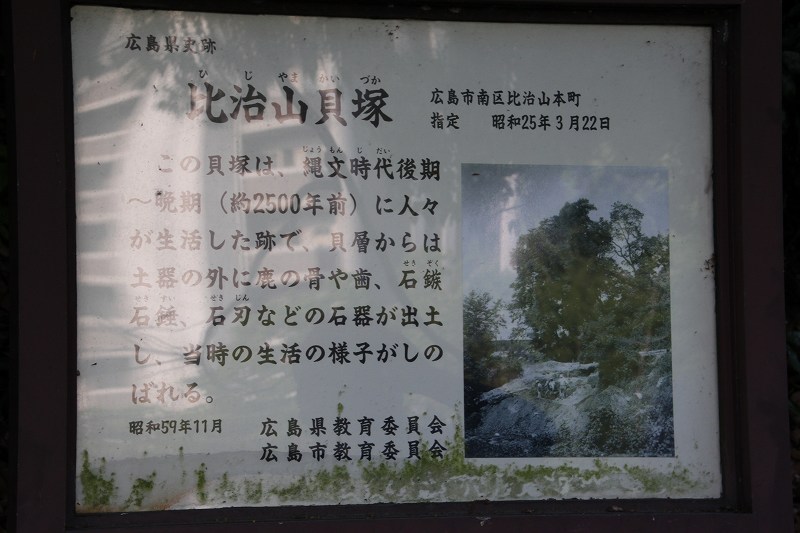 広島県史跡
ひじやまかいづか
比治山貝塚
広島市南区比治山本町
指定 昭和25年3月22日
じょうもんじだい
この貝塚は、縄文時代後期
～晩期（約2500年前）に人々
が生活した跡で、貝層からは
土器の外に鹿の骨や歯、石鏃
せきぞく
石錘、石刃などの石器が出土
せきすい せきじん
し、当時の生活の様子がしの
ばれる。
昭和59年11月
広島県教育委員会
広島市教育委員会